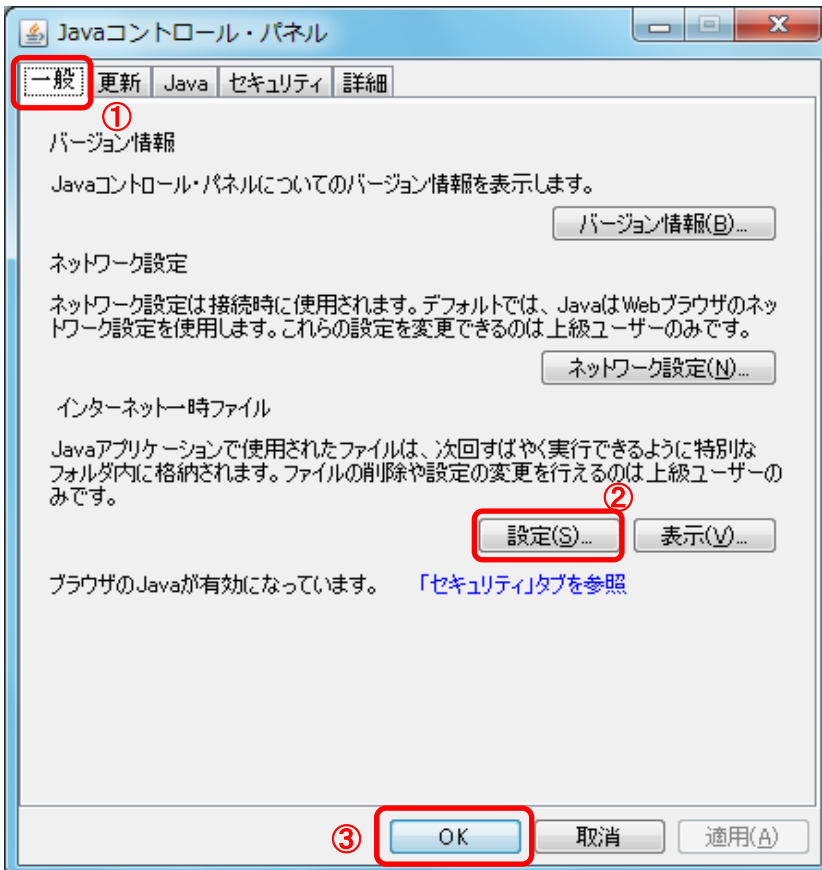 Javaコントロール・パネル
一般 更新 Java セキュリティ 詳細
①
バージョン情報
Javaコントロール・パネルについてのバージョン情報を表示します。
バージョン情報(B)...
ネットワーク設定
ネットワーク設定は接続時に使用されます。デフォルトでは、JavaはWebブラウザのネッ
トワーク設定を使用します。これらの設定を変更できるのは上級ユーザーのみです。
ネットワーク設定(N)...
インターネット一時ファイル
Javaアプリケーションで使用されたファイルは、次回すばやく実行できるように特別な
フォルダ内に格納されます。ファイルの削除や設定の変更を行えるのは上級ユーザーの
みです。
②
設定(S)... 表示(V)...
ブラウザのJavaが有効になっています。 「セキュリティ」タブを参照
③ OK 取消 適用(A)